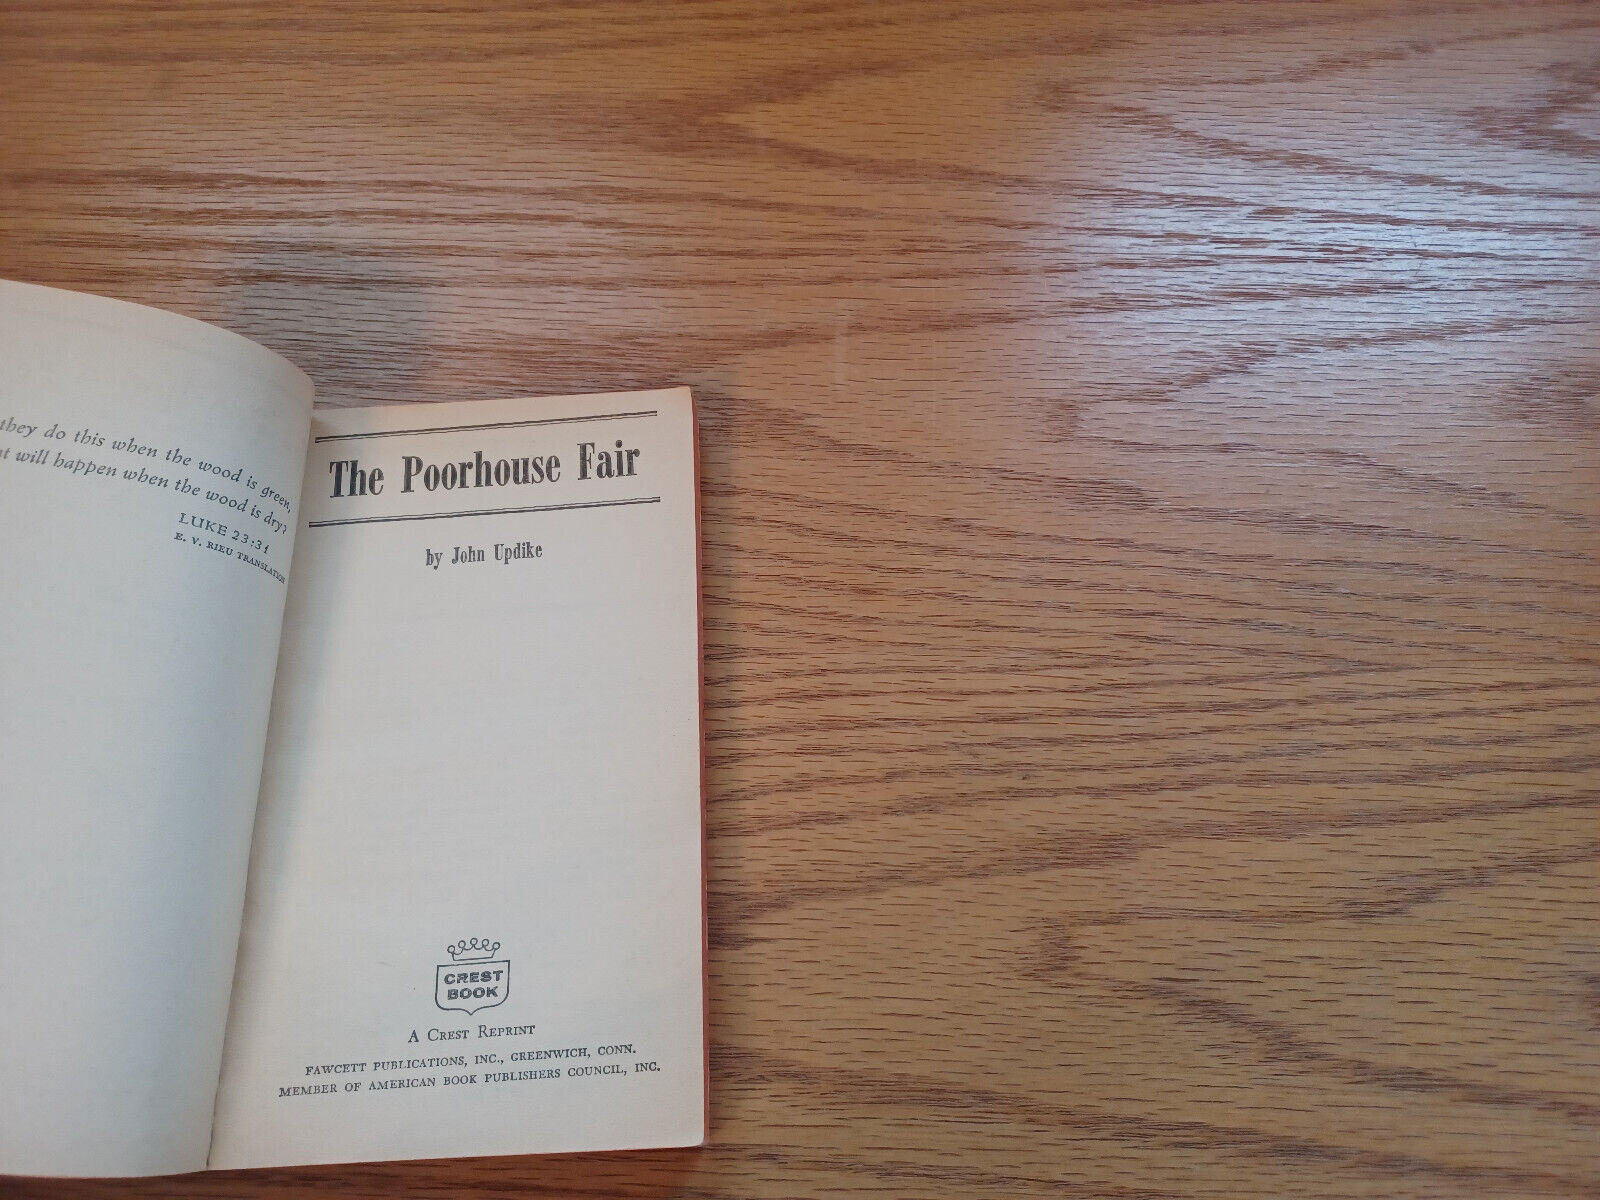 they do this when the wood is green,
will happen when the wood is dry?
LUKE 23:31
E. V. RIEU TRANSLATION
The Poorhouse Fair
by John Updike
CREST
BOOK
A CREST REPRINT
FAWCETT PUBLICATIONS, INC., GREENWICH, CONN.
MEMBER OF AMERICAN BOOK PUBLISHERS COUNCIL, INC.